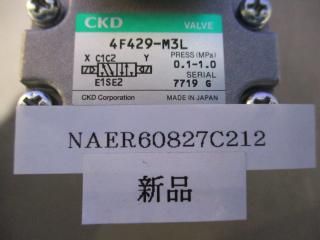 CKD VALVE
4F429-M3L
X C1C2 Y PRESS (MPa)
0.1-1.0
E1SE2 SERIAL
7719 G
CKD Corporation MADE IN JAPAN
NAER60827C212
新品